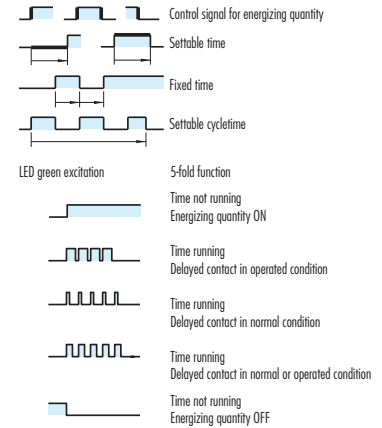 Control signal for energizing quantity
Settable time
Fixed time
Settable cycletime
LED green excitation
5-fold function
Time not running
Energizing quantity ON
Time running
Delayed contact in operated condition
Time running
Delayed contact in normal condition
Time running
Delayed contact in normal or operated condition
Time not running
Energizing quantity OFF